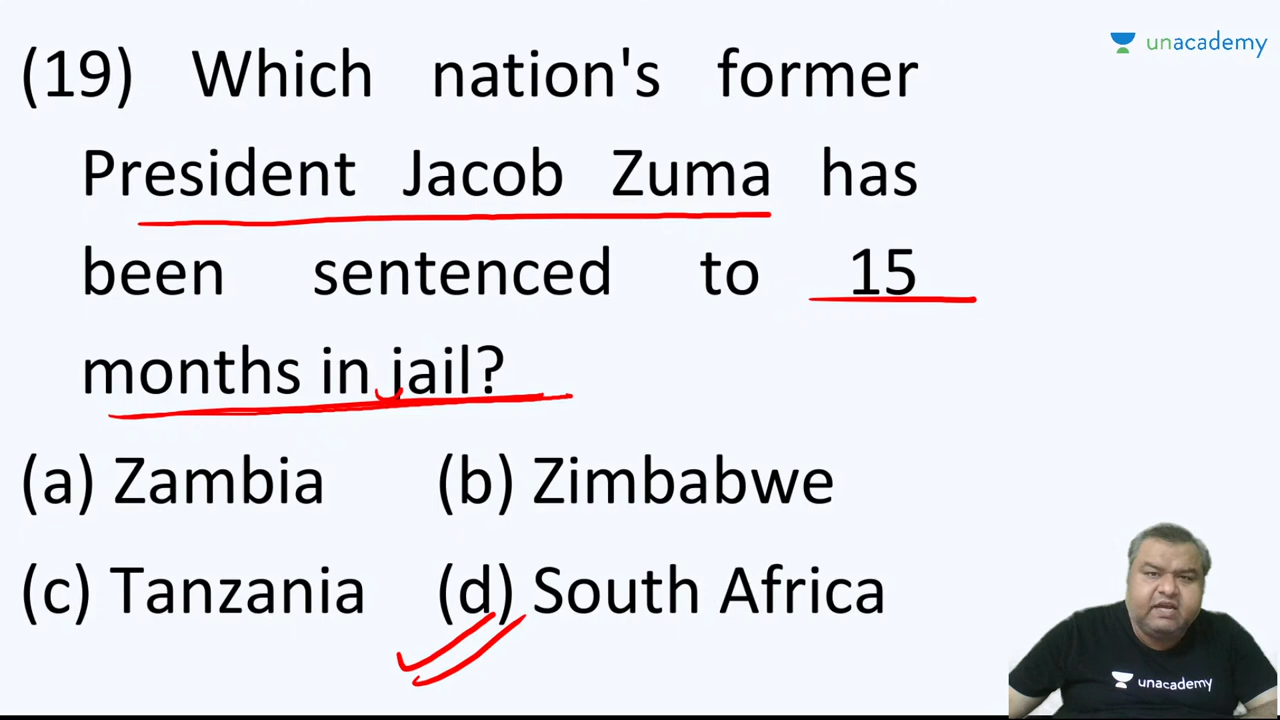 unacademy
(19) Which nation's former
President Jacob Zuma has
been sentenced to 15
months in jail?
(a) Zambia (b) Zimbabwe
(c) Tanzania (d) South Africa
unacademy